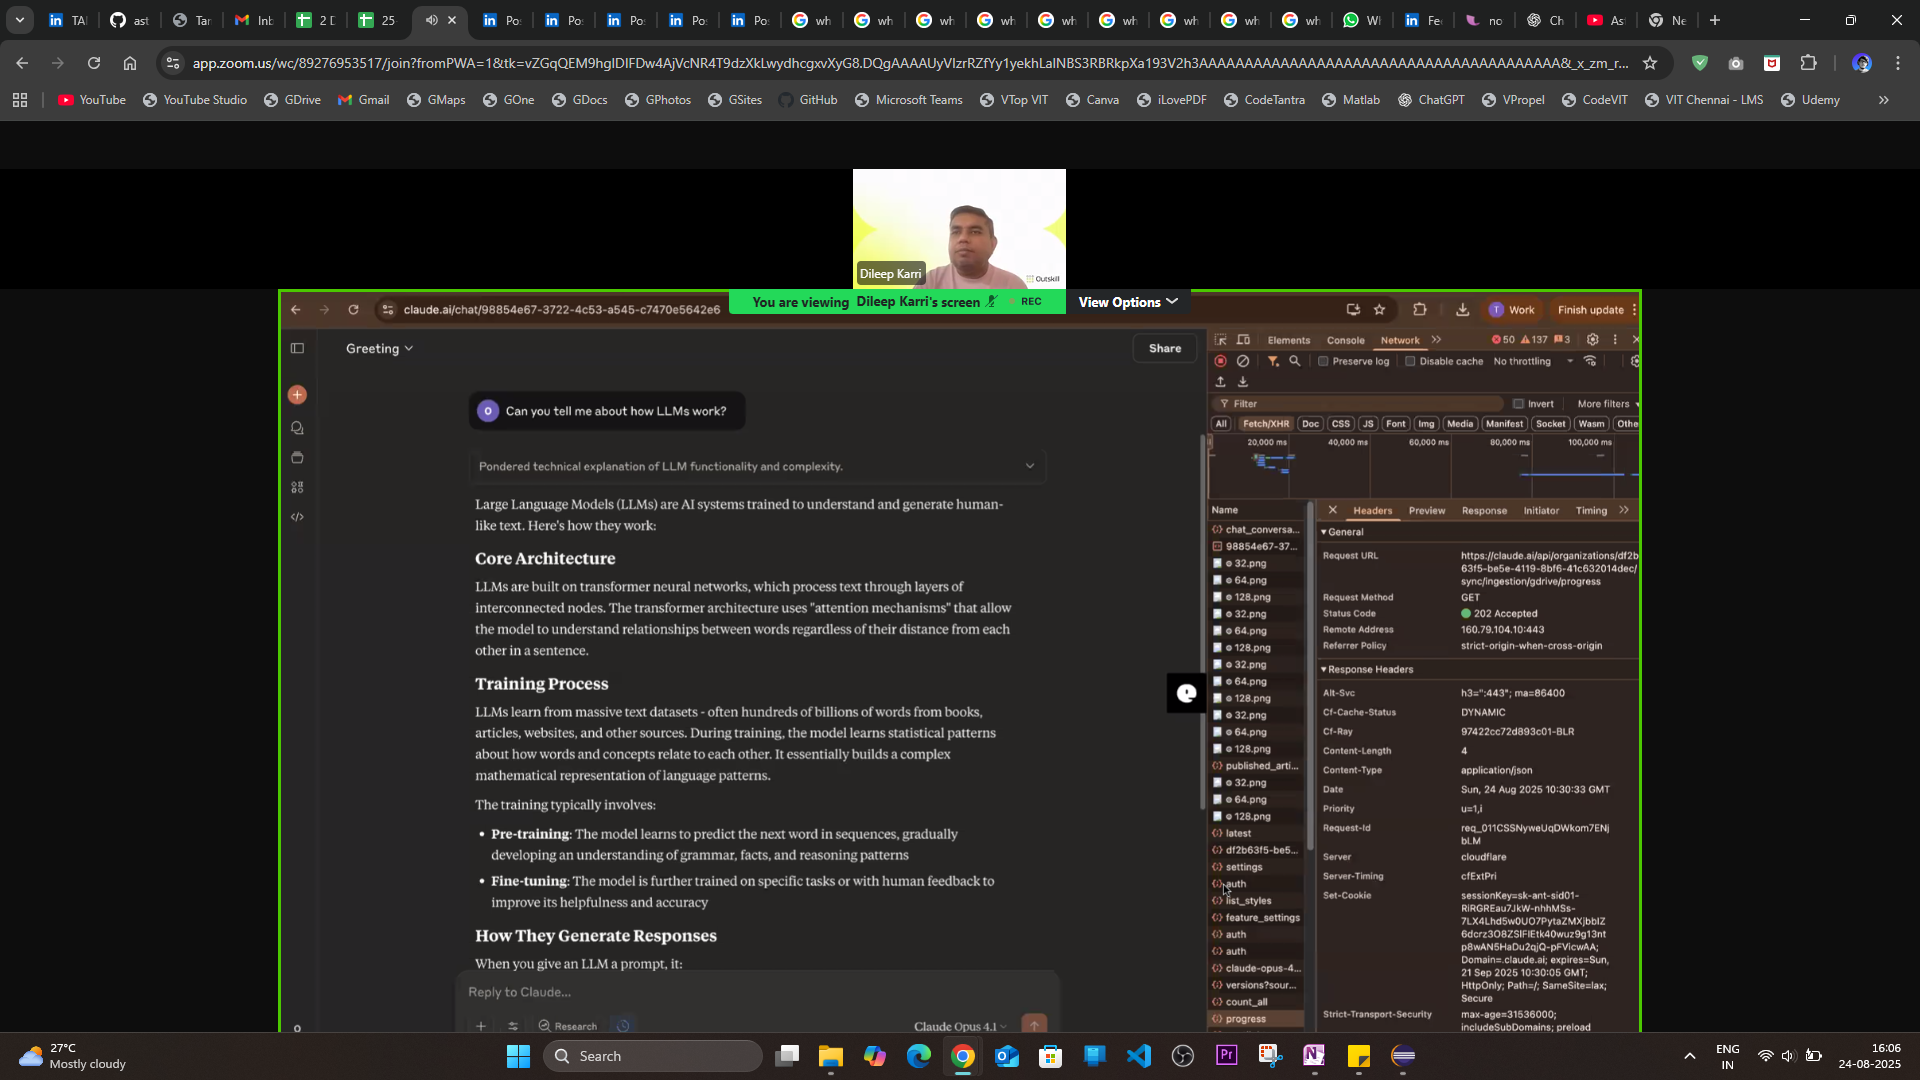 TA
ast
Tar
Inb
2 D
25-
Po
Po
Po
Po
Po
wh
wh
wh
wh
wh
wh
wh
wh
wh
Wh
Fe
no
Ch
As
Ne
YouTube
YouTube Studio
GDrive
Gmail
GMaps
GOne
GDocs
GPhotos
GSites
GitHub
Microsoft Teams
VTop VIT
Canva
iLovePDF
CodeTantra
Matlab
ChatGPT
VPropel
CodeVIT
VIT Chennai - LMS
Udemy
Dileep Karri
Outskill
You are viewing Dileep Karri's screen
REC
View Options
claude.ai/chat/98854e67-3722-4c53-a545-c7470e5642e6
T
Work
Finish update
Greeting
Share
O
Can you tell me about how LLMs work?
Pondered technical explanation of LLM functionality and complexity.
Large Language Models (LLMs) are AI systems trained to understand and generate human-
like text. Here's how they work:
Core Architecture
LLMs are built on transformer neural networks, which process text through layers of
interconnected nodes. The transformer architecture uses "attention mechanisms" that allow
the model to understand relationships between words regardless of their distance from each
other in a sentence.
Training Process
LLMs learn from massive text datasets - often hundreds of billions of words from books,
articles, websites, and other sources. During training, the model learns statistical patterns
about how words and concepts relate to each other. It essentially builds a complex
mathematical representation of language patterns.
The training typically involves:
• Pre-training: The model learns to predict the next word in sequences, gradually
developing an understanding of grammar, facts, and reasoning patterns
• Fine-tuning: The model is further trained on specific tasks or with human feedback to
improve its helpfulness and accuracy
How They Generate Responses
When you give an LLM a prompt, it:
Reply to Claude...
Research
Claude Opus 4.1
Elements
Console
Network
50
137
3
Preserve log
Disable cache
No throttling
Filter
Invert
More filters
All
Fetch/XHR
Doc
CSS
JS
Font
Img
Media
Manifest
Socket
Wasm
Othe
20,000 ms
40,000 ms
60,000 ms
80,000 ms
100,000 ms
Name
chat_conversa...
98854e67-37...
32.png
64.png
128.png
32.png
64.png
128.png
32.png
64.png
128.png
32.png
64.png
128.png
published_arti...
32.png
64.png
128.png
latest
df2b63f5-be5...
settings
auth
list_styles
feature_settings
auth
auth
claude-opus-4...
versions?sour...
count_all
progress
Headers
Preview
Response
Initiator
Timing
General
Request URL
https://claude.ai/api/organizations/df2b
63f5-be5e-4119-8bf6-41c632014dec/
sync/ingestion/gdrive/progress
Request Method
GET
Status Code
202 Accepted
Remote Address
160.79.104.10:443
Referrer Policy
strict-origin-when-cross-origin
Response Headers
Alt-Svc
h3=":443"; ma=86400
Cf-Cache-Status
DYNAMIC
Cf-Ray
97422cc72d893c01-BLR
Content-Length
4
Content-Type
application/json
Date
Sun, 24 Aug 2025 10:30:33 GMT
Priority
u=1,i
Request-Id
req_011CSSNyweUqDWkom7ENj
bLM
Server
cloudflare
Server-Timing
cfExtPri
Set-Cookie
Domain=.claude.ai; expires=Sun,
21 Sep 2025 10:30:05 GMT;
HttpOnly; Path=/; SameSite=lax;
Secure
Strict-Transport-Security
max-age=31536000;
includeSubDomains; preload
27°C
Mostly cloudy
Search
ENG
IN
16:06
24-08-2025